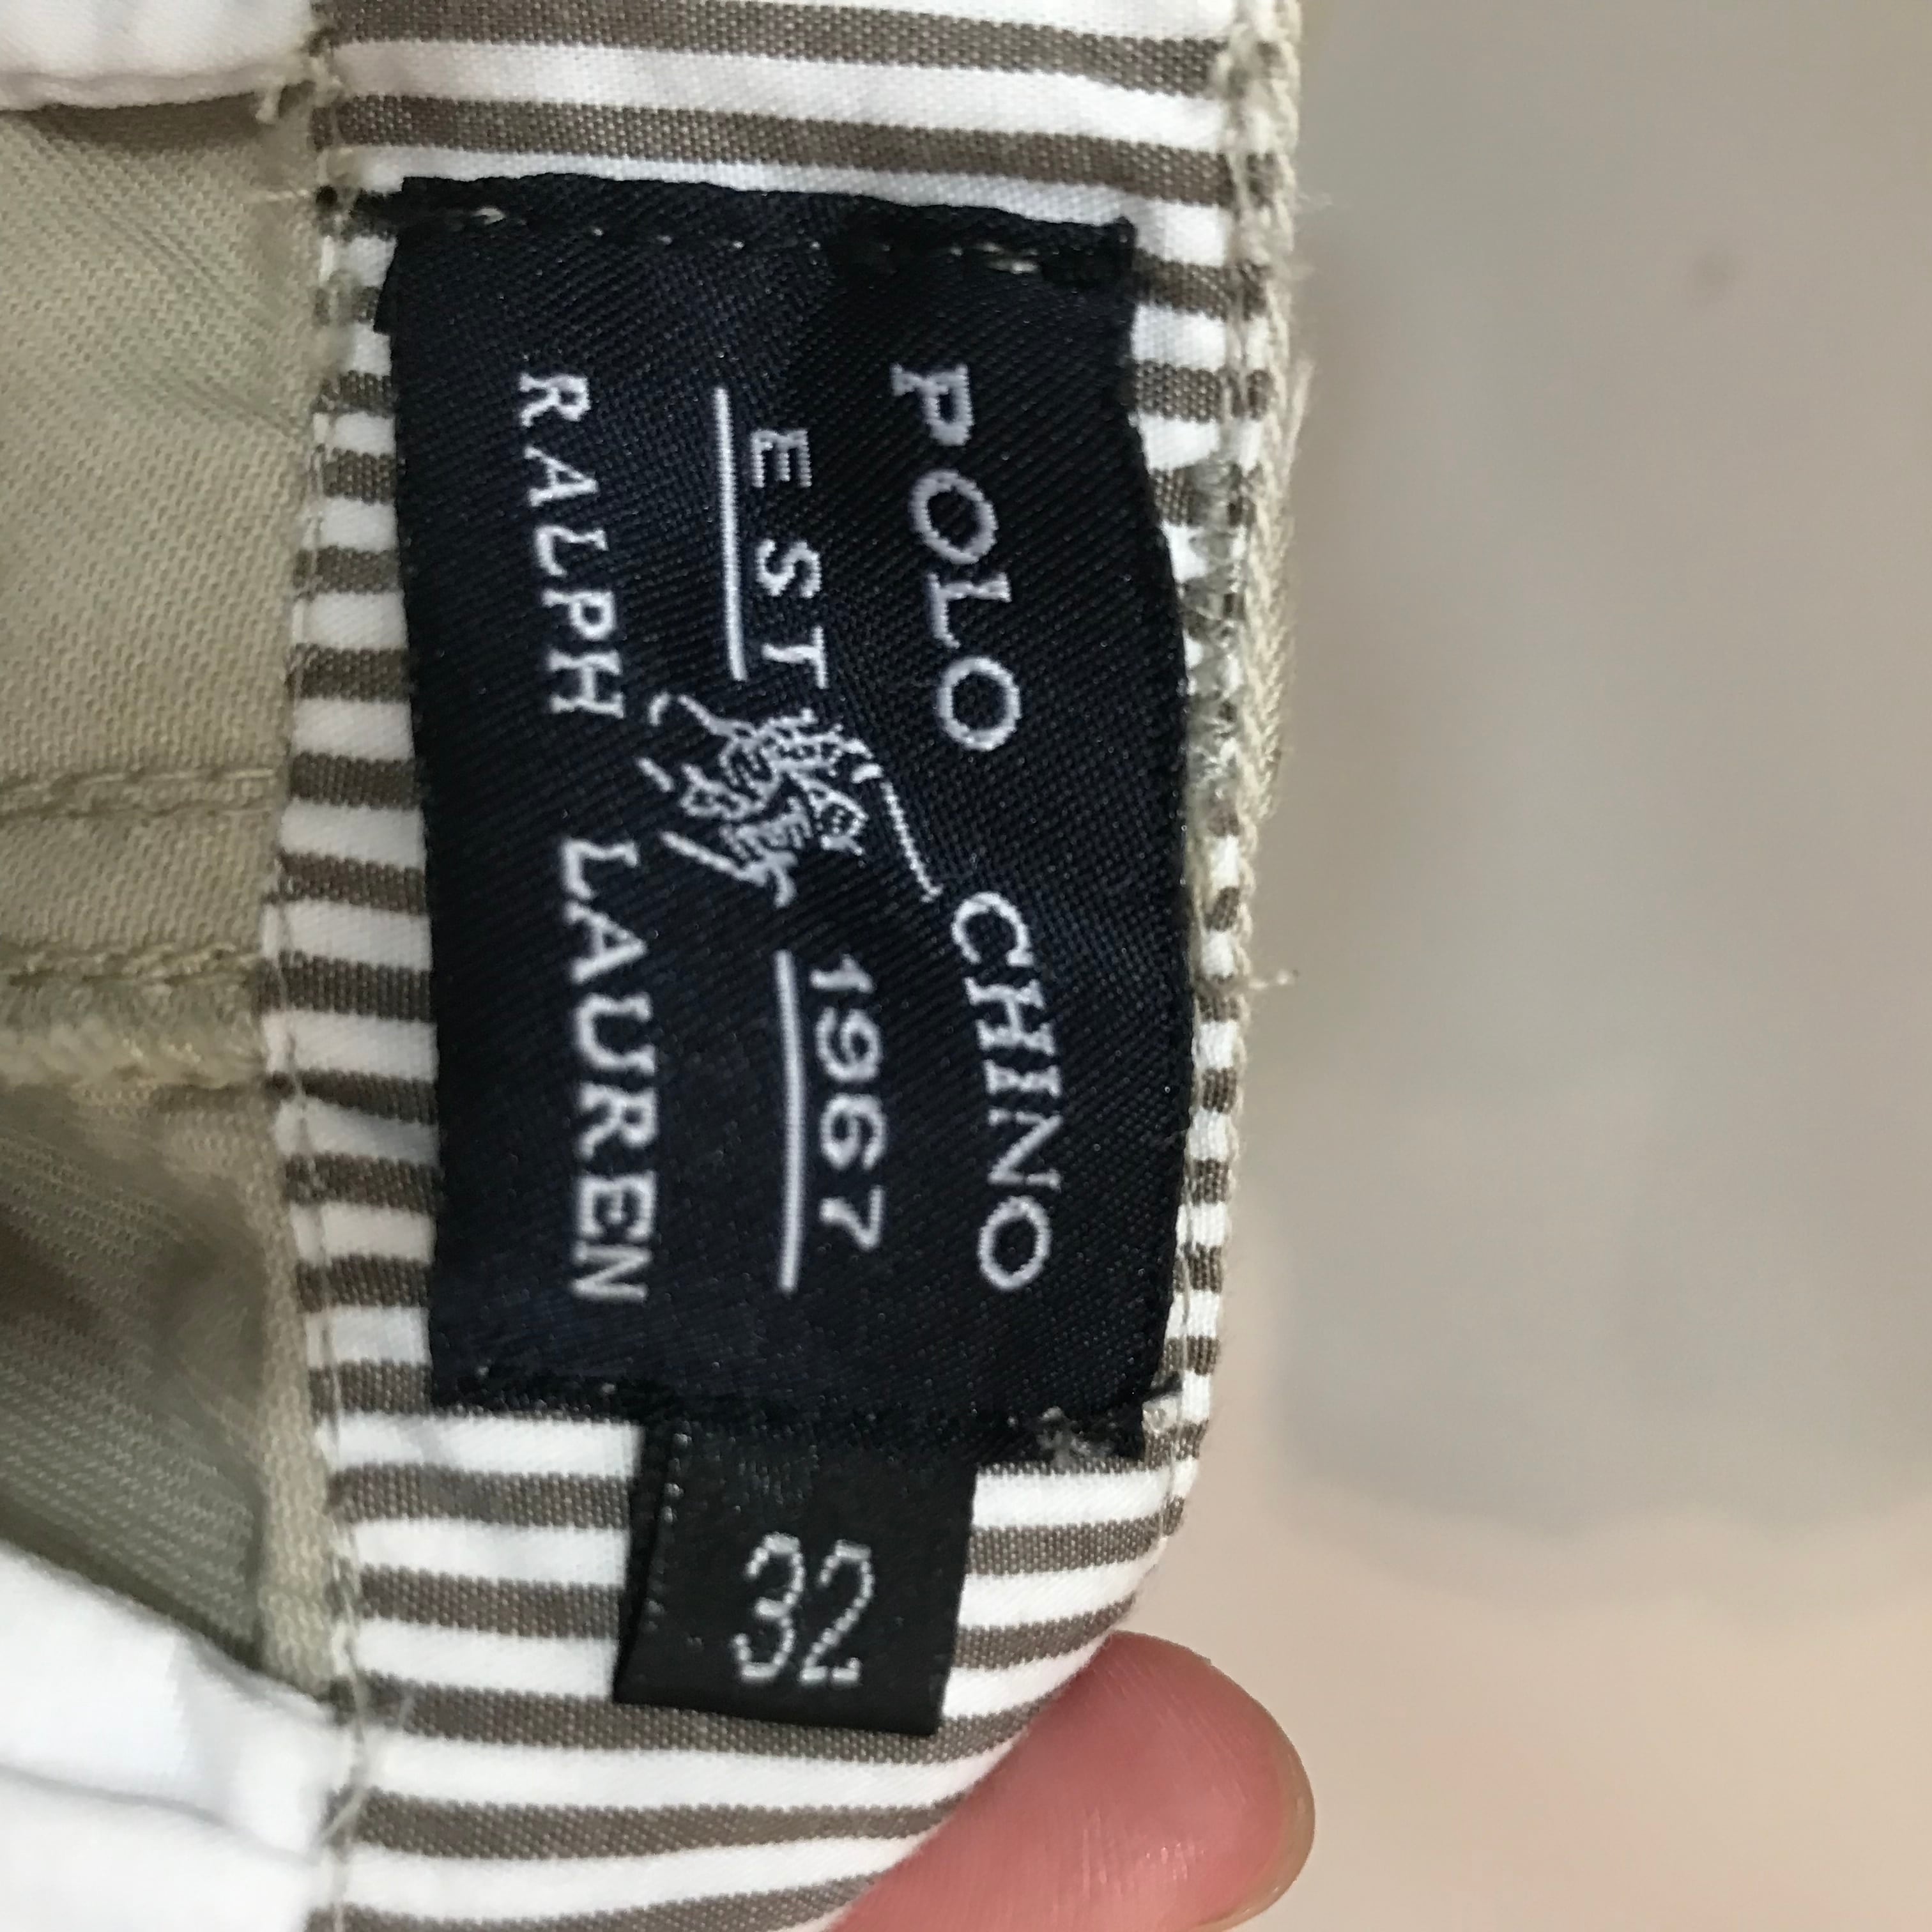 POLO CHINO
EST 1967
RALPH LAUREN
32